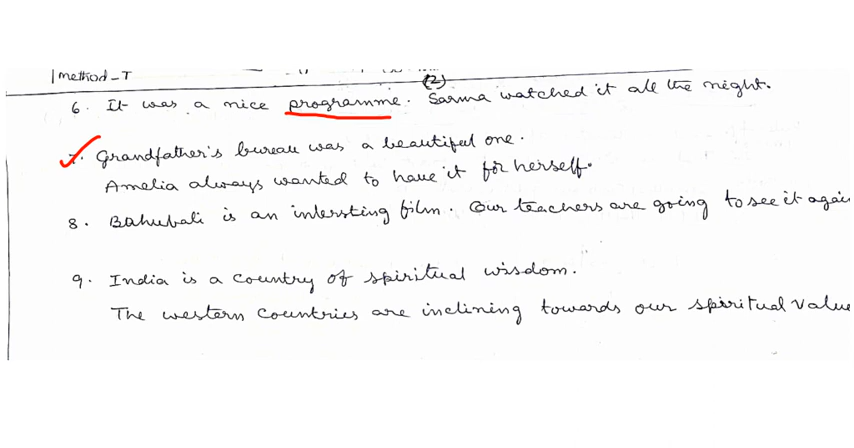 method-T
(2)
6. It was a nice programme. Sarma watched it all the night.
7. Grandfather's bureau was a beautiful one.
Amelia always wanted to have it for herself.
8. Bahubali is an intersting film. Our teachers are going to see it again
9. India is a country of spiritual wisdom.
The western countries are inclining towards our spiritual value